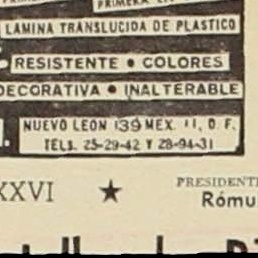 LAMINA TRANSLUCIDA DE PLASTICO
RESISTENTE • COLORES
DECORATIVA • INALTERABLE
NUEVO LEON 139 MEX. 11, D. F.
TELS. 25-29-42 Y 28-94-31
XXVI ★ PRESIDENT
Rómu